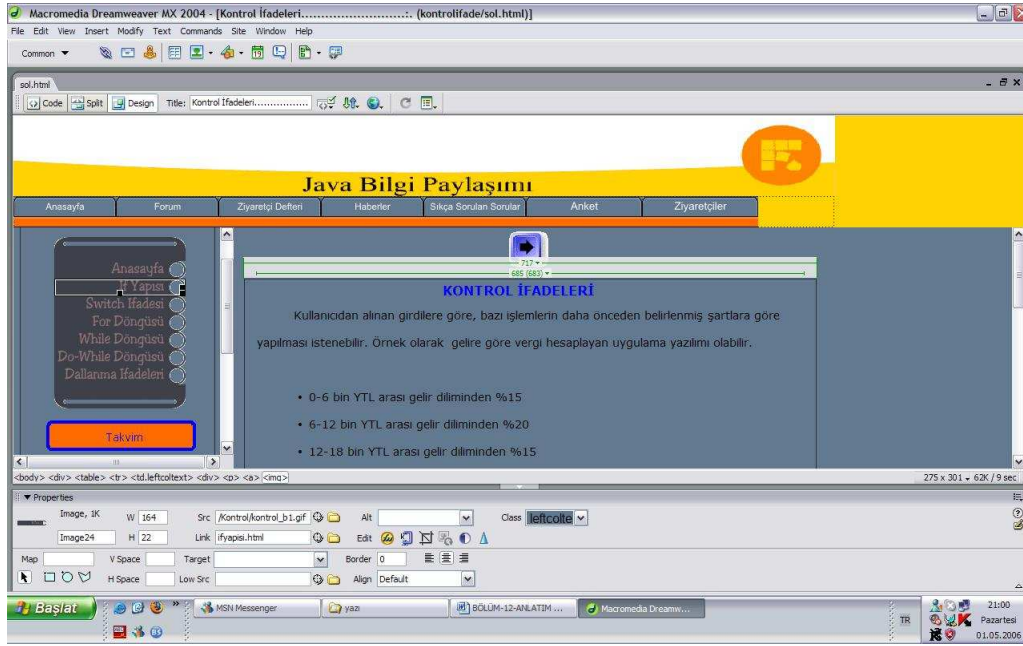 Macromedia Dreamweaver MX 2004 - [Kontrol İfadeleri..........................:. (kontrolifade/sol.html)]
File Edit View Insert Modify Text Commands Site Window Help
Common
sol.html
Code Split Design Title: Kontrol İfadeleri................
Java Bilgi Paylaşımı
Anasayfa Forum Ziyaretçi Defteri Haberler Sıkça Sorulan Sorular Anket Ziyaretçiler
Anasayfa
If Yapısı
Switch Ifadesi
For Döngüsü
While Döngüsü
Do-While Döngüsü
Dallanma Ifadeleri
Takvim
717
685 (683)
KONTROL İFADELERİ
Kullanıcıdan alınan girdilere göre, bazı işlemlerin daha önceden belirlenmiş şartlara göre
yapılması istenebilir. Örnek olarak gelire göre vergi hesaplayan uygulama yazılımı olabilir.
• 0-6 bin YTL arası gelir diliminden %15
• 6-12 bin YTL arası gelir diliminden %20
• 12-18 bin YTL arası gelir diliminden %15
<body> <div> <table> <tr> <td.leftcoltext> <div> <p> <a> <img> 275 x 301 62K / 9 sec
Properties
Image, 1K W 164 Src /Kontrol/kontrol_b1.gif Alt Class leftcolte
Image24 H 22 Link ifyapisi.html Edit
Map V Space Target Border 0
H Space Low Src Align Default
Başlat MSN Messenger yazı BÖLÜM-12-ANLATIM ... Macromedia Dreamw... TR 21:00
Pazartesi
01.05.2006